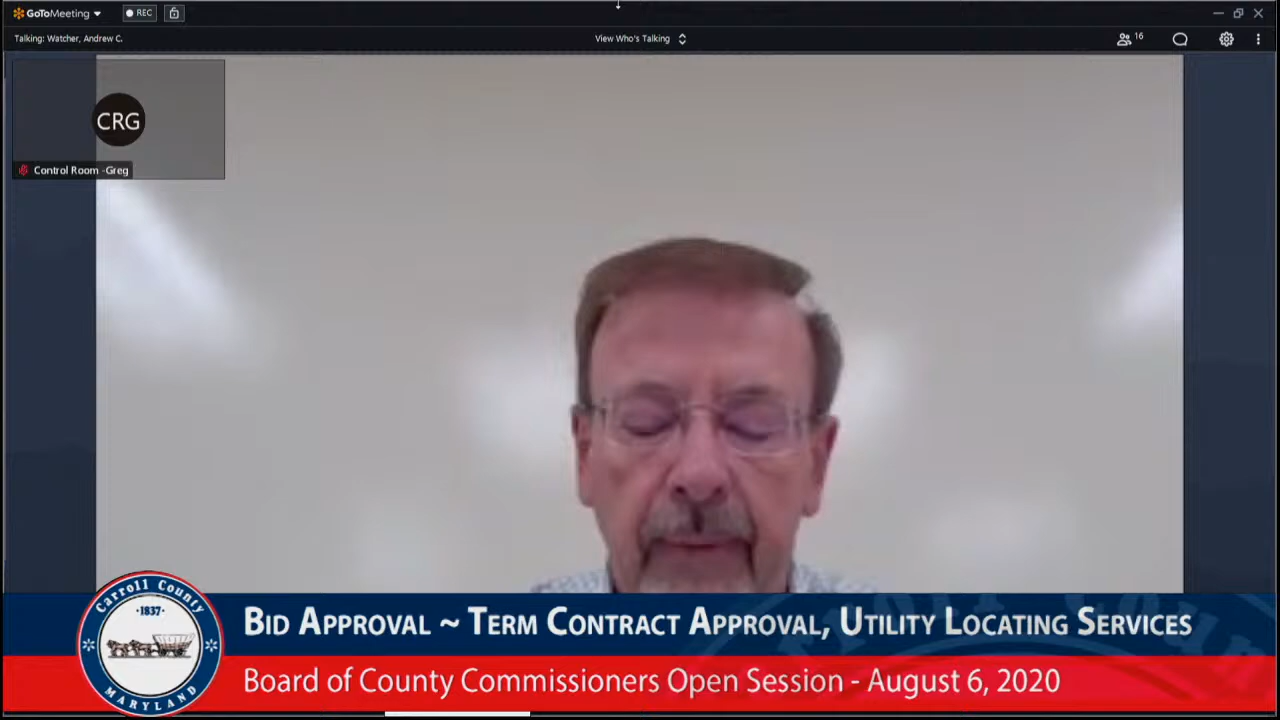 GoToMeeting
REC
Talking: Watcher, Andrew C.
View Who's Talking
16
CRG
Control Room -Greg
Carroll County
·1837·
MARYLAND
BID APPROVAL ~ TERM CONTRACT APPROVAL, UTILITY LOCATING SERVICES
Board of County Commissioners Open Session - August 6, 2020